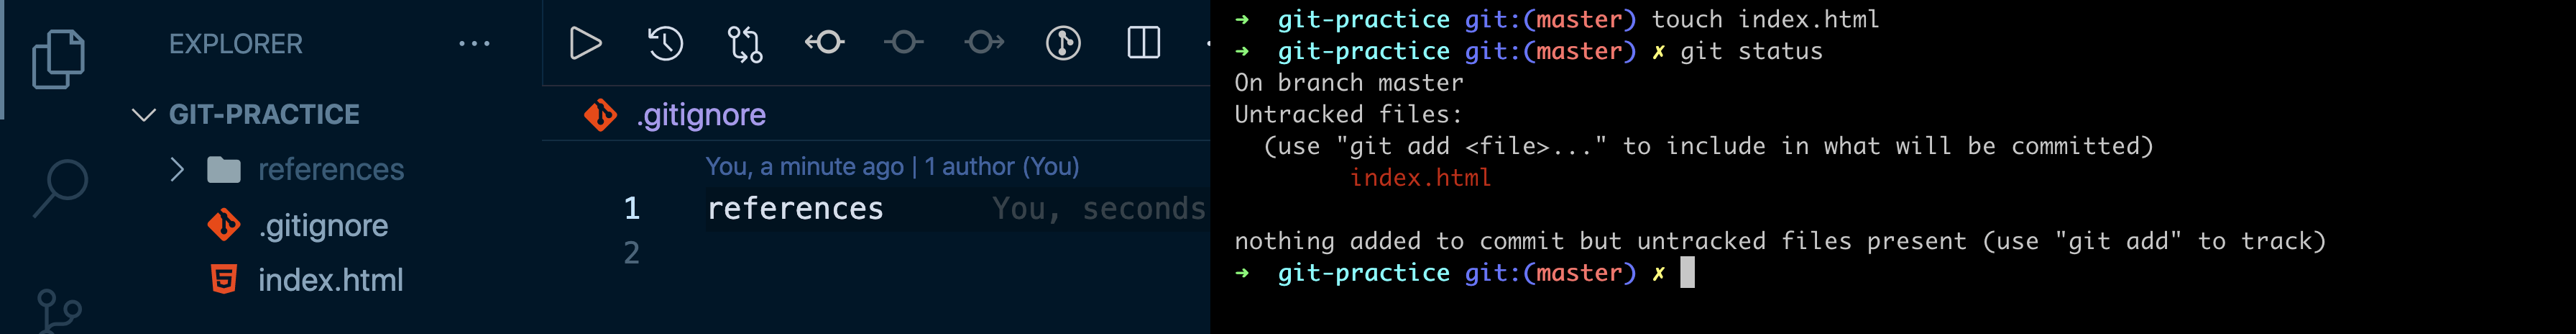 EXPLORER
GIT-PRACTICE
references
.gitignore
index.html
.gitignore
You, a minute ago | 1 author (You)
1 references You, seconds
2
➜ git-practice git:(master) touch index.html
➜ git-practice git:(master) ✗ git status
On branch master
Untracked files:
(use "git add <file>..." to include in what will be committed)
index.html
nothing added to commit but untracked files present (use "git add" to track)
➜ git-practice git:(master) ✗